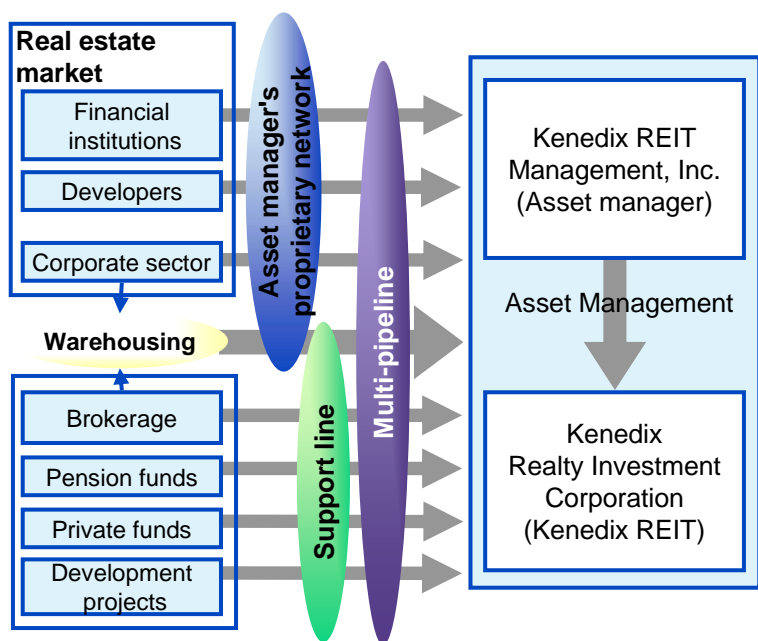 Real estate
market
Financial
institutions
Developers
Corporate sector
Warehousing
Brokerage
Pension funds
Private funds
Development
projects
Asset manager's
proprietary network
Support line
Multi-pipeline
Kenedix REIT
Management, Inc.
(Asset manager)
Asset Management
Kenedix
Realty Investment
Corporation
(Kenedix REIT)